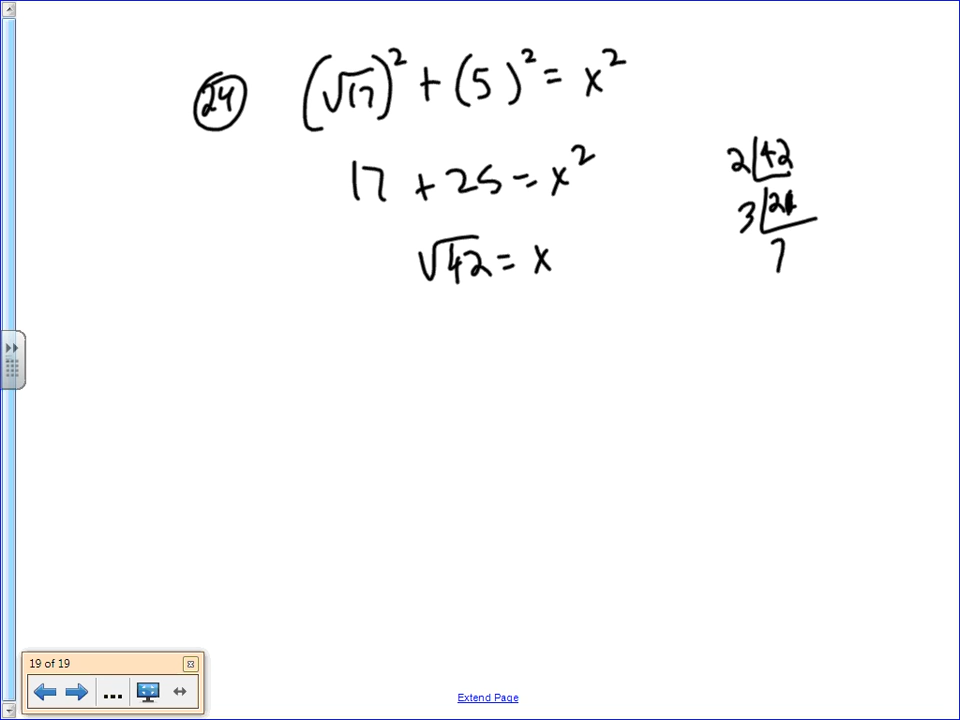 24 (√17)² + (5)² = x²
17 + 25 = x²
√42 = x
2 42
3 21
7
19 of 19
...
Extend Page